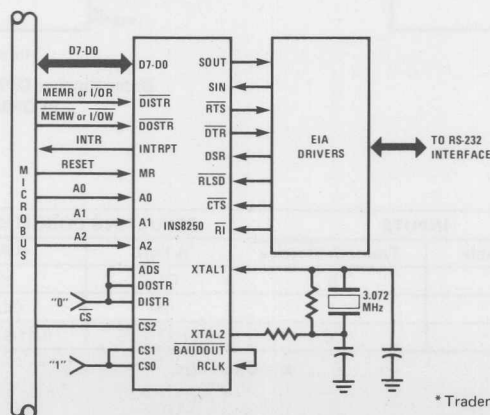 D7-D0
MEMR or I/OR
MEMW or I/OW
INTR
RESET
A0
A1
A2
"0"
CS
"1"
MICROBUS
D7-D0
DISTR
DOSTR
INTRPT
MR
A0
A1
INS8250
A2
ADS
DOSTR
DISTR
CS2
CS1
CS0
SOUT
SIN
RTS
DTR
DSR
RLSD
CTS
RI
XTAL1
XTAL2
BAUDOUT
RCLK
EIA
DRIVERS
TO RS-232
INTERFACE
3.072
MHz
* Trader